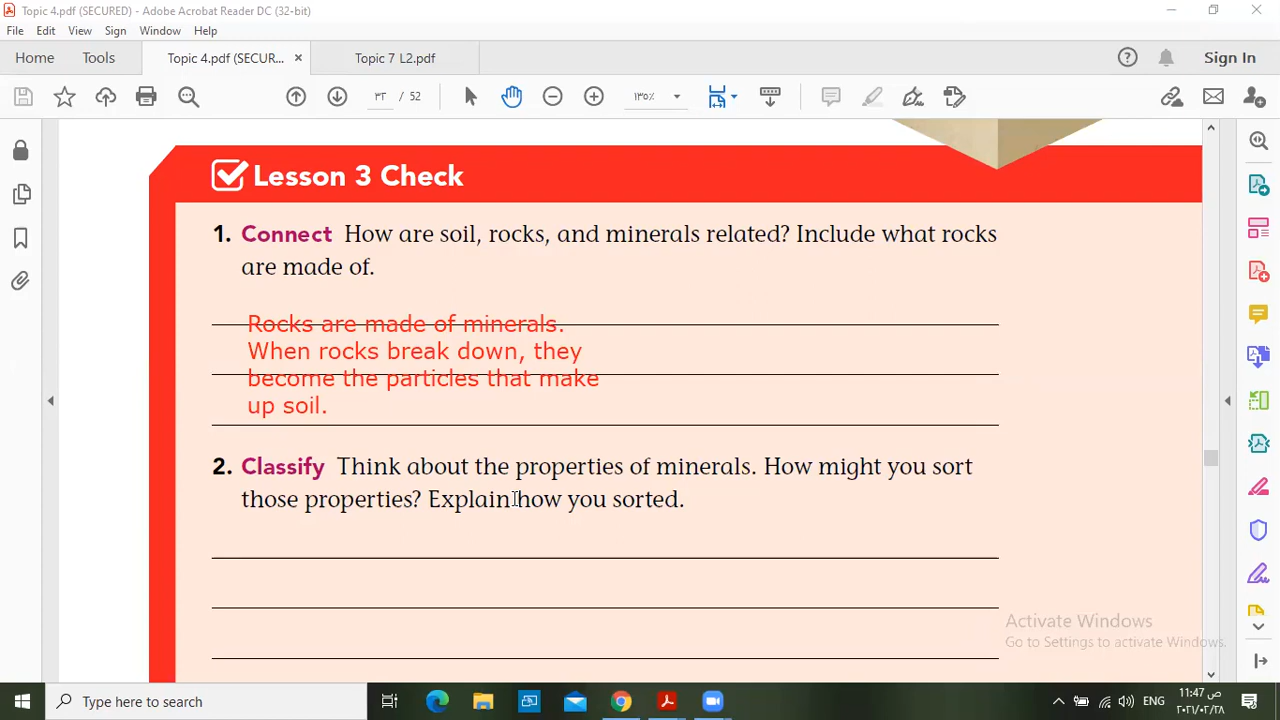 Topic 4.pdf (SECURED) - Adobe Acrobat Reader DC (32-bit)
File Edit View Sign Window Help
Home Tools Topic 4.pdf (SECUR... × Topic 7 L2.pdf Sign In
٣٣ / 52 ١٣٥٪
Lesson 3 Check
1. Connect How are soil, rocks, and minerals related? Include what rocks
are made of.
Rocks are made of minerals.
When rocks break down, they
become the particles that make
up soil.
2. Classify Think about the properties of minerals. How might you sort
those properties? Explain how you sorted.
Activate Windows
Go to Settings to activate Windows.
Type here to search
ENG
11:47 ص
٢٠٢١/٠٢/٢٨